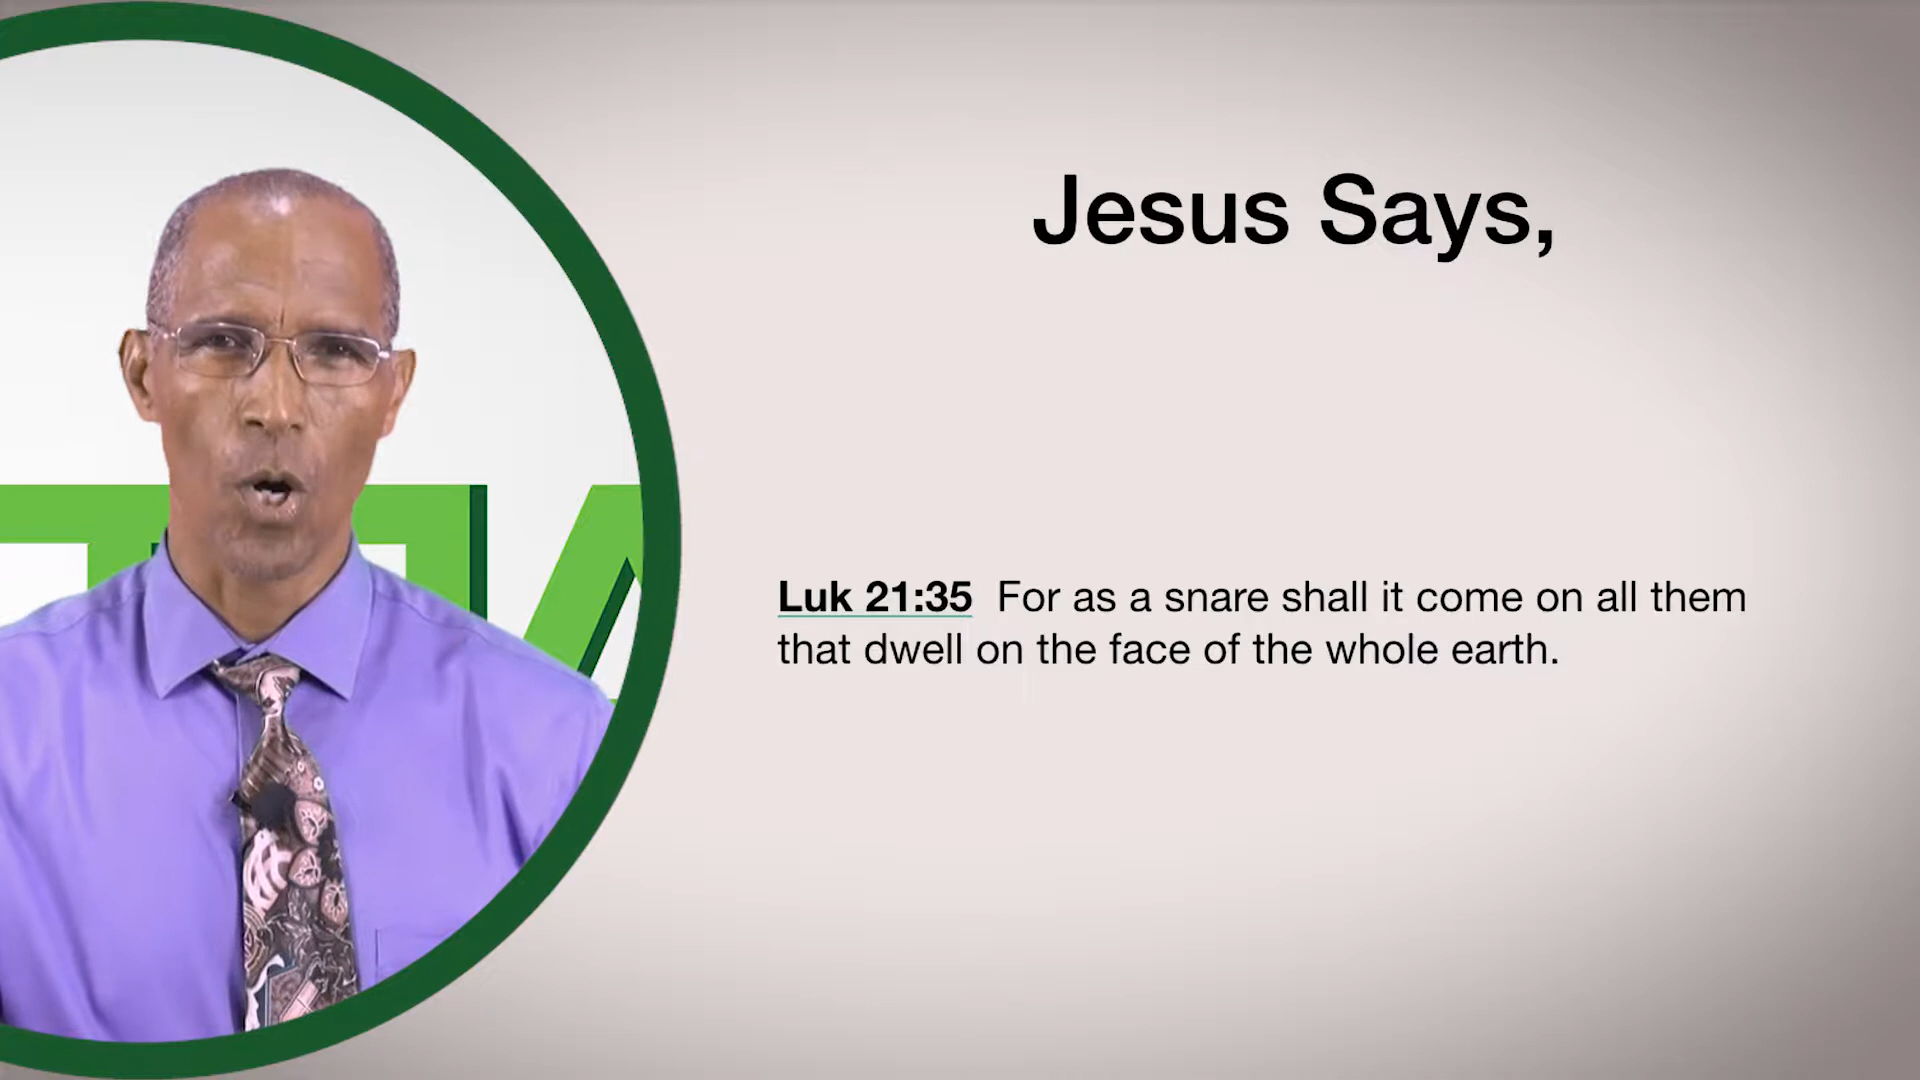 Jesus Says,
Luk 21:35  For as a snare shall it come on all them
that dwell on the face of the whole earth.